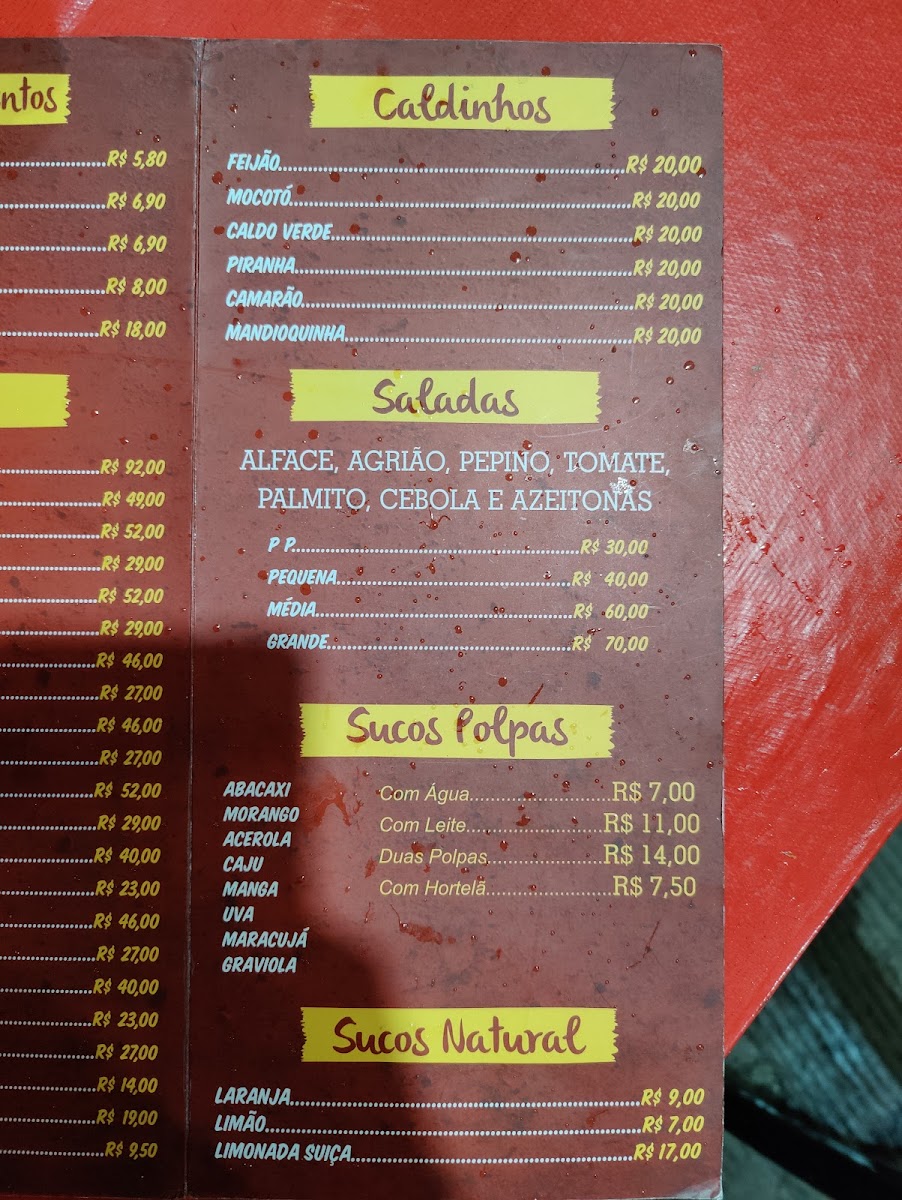 ntos
R$ 5,80
R$ 6,90
R$ 6,90
R$ 8,00
R$ 18,00
R$ 92,00
R$ 49,00
R$ 52,00
R$ 29,00
R$ 52,00
R$ 29,00
R$ 46,00
R$ 27,00
R$ 46,00
R$ 27,00
R$ 52,00
R$ 29,00
R$ 40,00
R$ 23,00
R$ 46,00
R$ 27,00
R$ 40,00
R$ 23,00
R$ 27,00
R$ 14,00
R$ 19,00
R$ 9,50
Caldinhos
FEIJÃO R$ 20,00
MOCOTÓ R$ 20,00
CALDO VERDE R$ 20,00
PIRANHA R$ 20,00
CAMARÃO R$ 20,00
MANDIOQUINHA R$ 20,00
Saladas
ALFACE, AGRIÃO, PEPINO, TOMATE,
PALMITO, CEBOLA E AZEITONAS
P P R$ 30,00
PEQUENA R$ 40,00
MÉDIA R$ 60,00
GRANDE R$ 70,00
Sucos Polpas
ABACAXI
MORANGO
ACEROLA
CAJU
MANGA
UVA
MARACUJÁ
GRAVIOLA
Com Água R$ 7,00
Com Leite R$ 11,00
Duas Polpas R$ 14,00
Com Hortelã R$ 7,50
Sucos Natural
LARANJA R$ 9,00
LIMÃO R$ 7,00
LIMONADA SUIÇA R$ 17,00